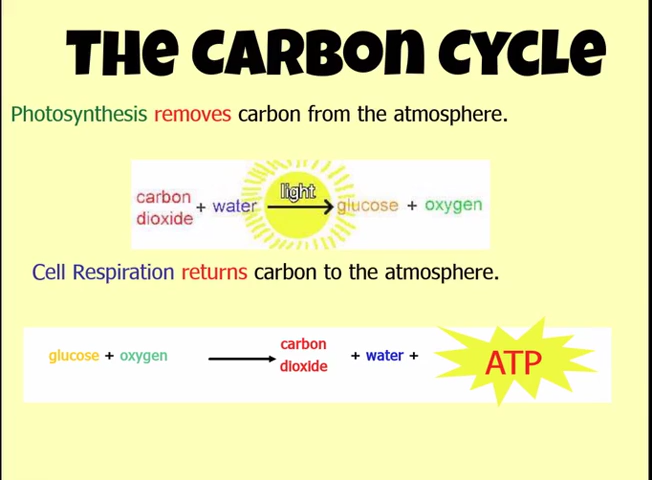 THE CARBON CYCLE
Photosynthesis removes carbon from the atmosphere.
carbon dioxide + water light glucose + oxygen
Cell Respiration returns carbon to the atmosphere.
glucose + oxygen carbon dioxide + water + ATP